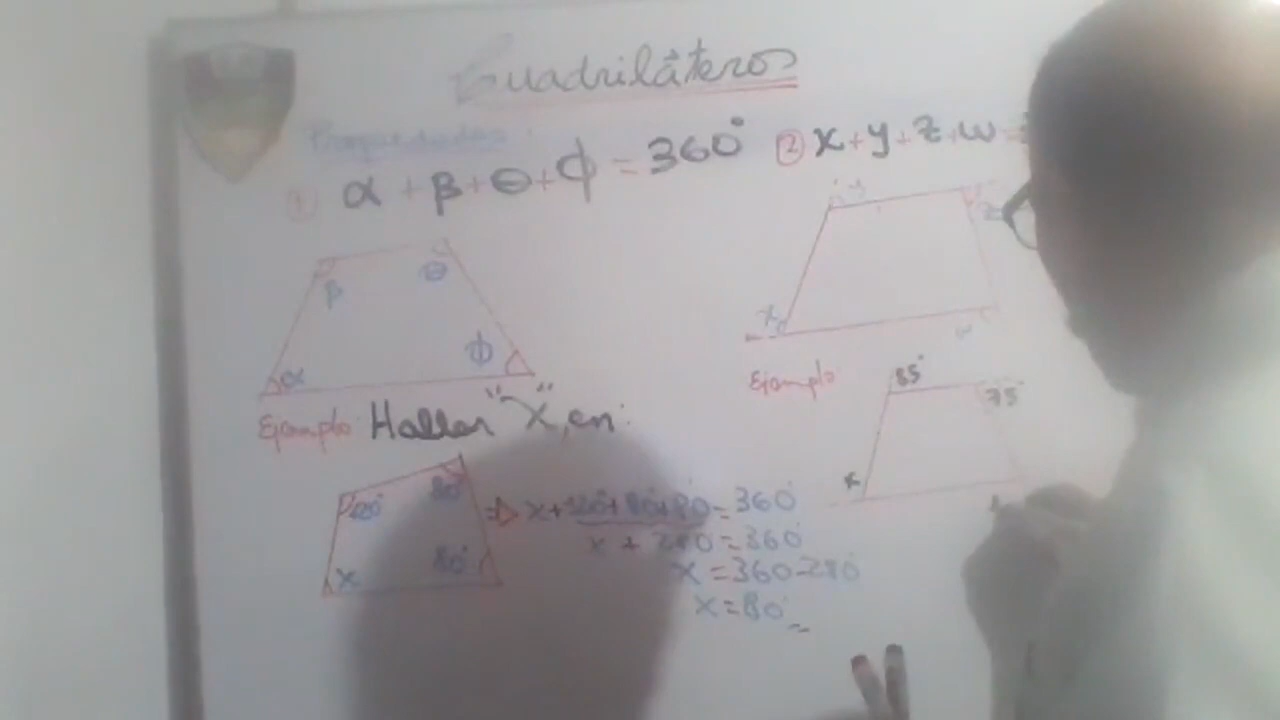 Cuadriláteros
Propiedades:
① α + β + θ + ϕ = 360°
② x + y + z + w =
β
θ
α
ϕ
y
z
x
w
Ejemplo Hallar "X", en:
120°
80°
x
80°
⇒ x+120°+80°+80°=360°
x + 280°=360°
x = 360-280
x=80°
Ejemplo
85°
75°
x